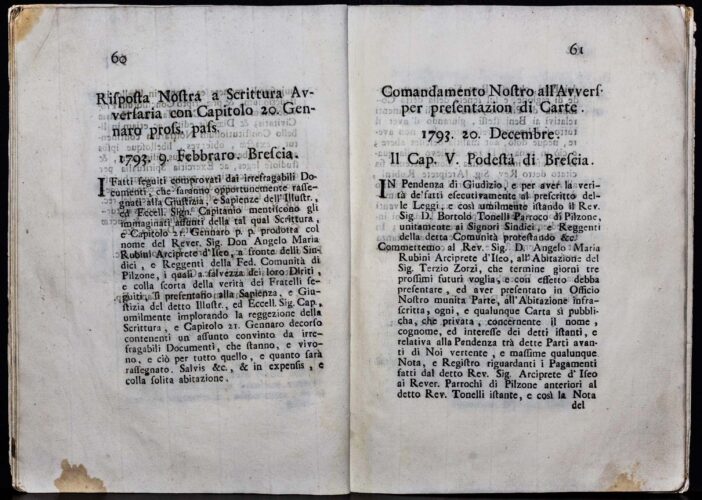 60
Risposta Nostra a Scrittura Av-
versaria con Capitolo 20. Gen-
naro pross. pass.
1793. 9. Febbraro. Brescia.
I Fatti seguiti comprovati dai irrefragabili Do-
cumenti, che saranno opportunemente rasse-
gnati alla Giustizia, e Sapienze dell'Illustr.,
ed Eccell. Sign. Capitanio mentiscono gli
immaginati assunti della tal qual Scrittura,
e Capitolo 21. Gennaro p. p. prodotta col
nome del Rever. Sig. Don Angelo Maria
Rubini Arciprete d'Iseo, a fronte delli Sin-
dici, e Reggenti della Fed. Comunità di
Pilzone, i quali a salvezza dei loro Diriti,
e colla scorta della verità dei Fratelli se-
guiti, si presentano alla Sapienza, e Giu-
stizia del detto Illustr., ed Eccell. Sig. Cap.
umilmente implorando la reggezione della
Scrittura, e Capitolo 21. Gennaro decorso
contenenti un assunto convinto da irre-
fragabili Documenti, che stanno, e vivo-
no, e ciò per tutto quello, e quanto sarà
rassegnato. Salvis &c., & in expensis, e
colla solita abitazione.
61
Comandamento Nostro all'Avvers.
per presentazion di Carte.
1793. 20. Decembre.
Il Cap. V. Podestà di Brescia.
IN Pendenza di Giudizio, e per aver la veri-
tà de'fatti esecutivamente al prescritto del-
le Leggi, e così umilmente istando il Rev.
Sig. D. Bortolo Tonelli Parroco di Pilzone,
unitamente ai Signori Sindici, e Reggenti
della detta Comunità protestando &c.
Commettemo al Rev. Sig. D. Angelo Maria
Rubini Arciprete d'Iseo, all'Abitazione del
Sig. Terzio Zorzi, che termine giorni tre
prossimi futuri voglia, e con effetto debba
presentare, ed aver presentato in Officio
Nostro munita Parte, all'Abitazione infra-
scritta, ogni, e qualunque Carta sì pubbli-
cha, che privata, concernente il nome,
cognome, ed interesse dei detti istanti, e
relativa alla Pendenza trà dette Parti avan-
ti di Noi vertente, e massime qualunque
Nota, e Registro riguardanti i Pagamenti
fatti dal detto Rev. Sig. Arciprete d'Iseo
ai Rever. Parrochi di Pilzone anteriori al
detto Rev. Tonelli istante, e così la Nota
del